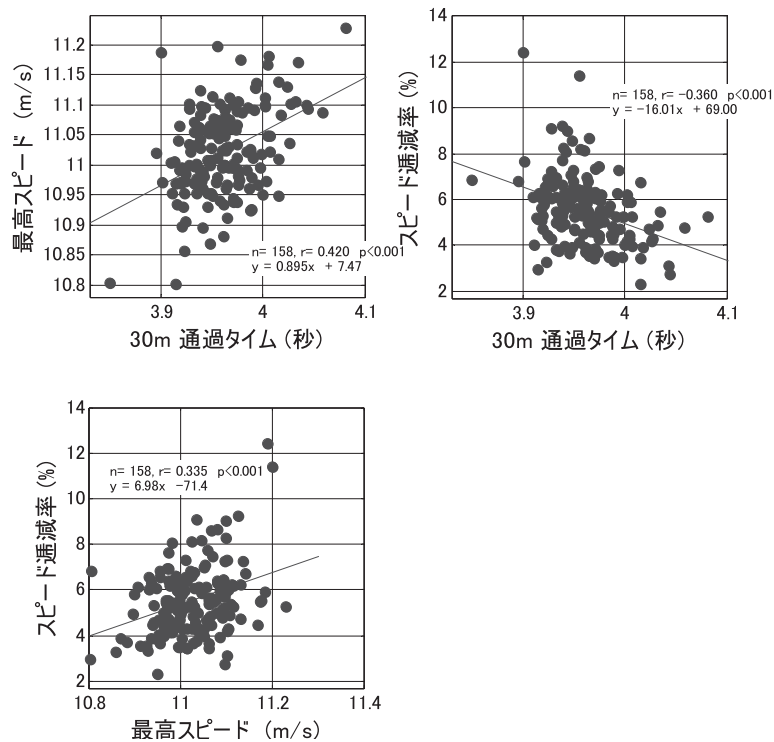 11.2
11.15
11.1
11.05
11
10.95
10.9
10.85
10.8
最高スピード (m/s)
n= 158, r= 0.420 p<0.001
y = 0.895x + 7.47
3.9 4 4.1
30m 通過タイム (秒)
14
12
10
8
6
4
2
スピード逓減率 (%)
n= 158, r= −0.360 p<0.001
y = −16.01x + 69.00
3.9 4 4.1
30m 通過タイム (秒)
14
12
10
8
6
4
2
スピード逓減率 (%)
n= 158, r= 0.335 p<0.001
y = 6.98x −71.4
10.8 11 11.2 11.4
最高スピード (m/s)